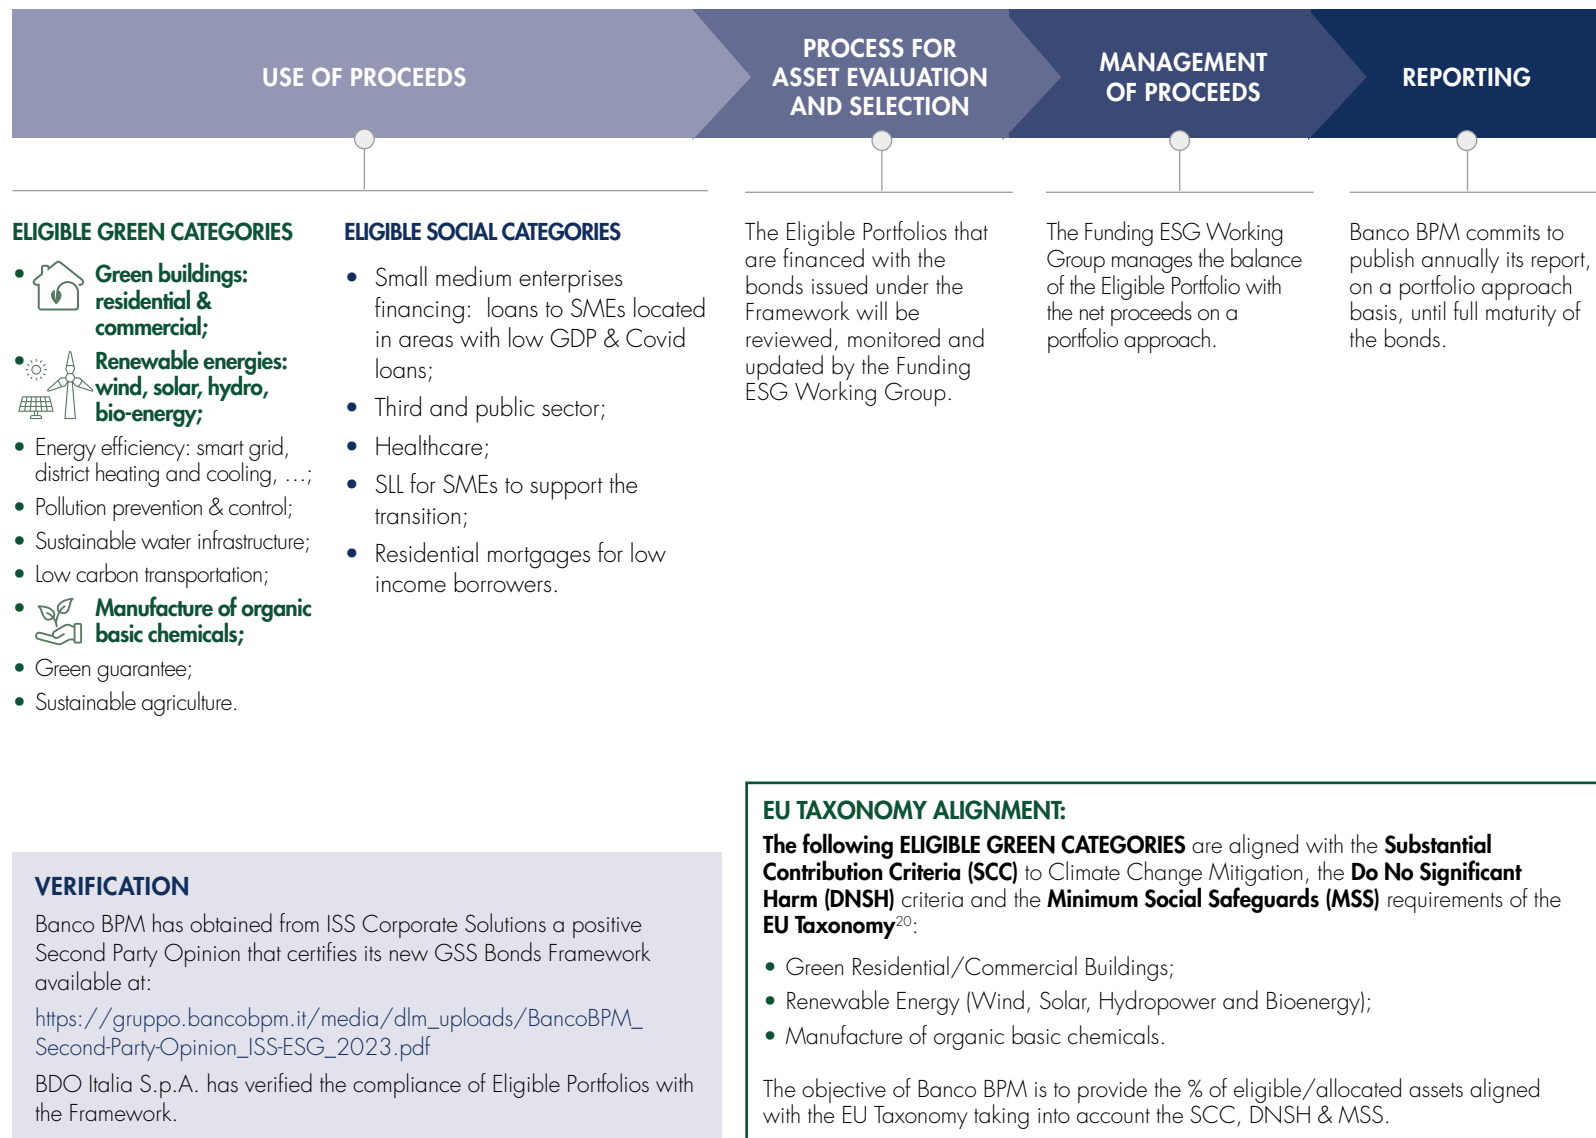 USE OF PROCEEDS
PROCESS FOR
ASSET EVALUATION
AND SELECTION
MANAGEMENT
OF PROCEEDS
REPORTING
ELIGIBLE GREEN CATEGORIES
• Green buildings:
residential &
commercial;
• Renewable energies:
wind, solar, hydro,
bio-energy;
• Energy efficiency: smart grid,
district heating and cooling, …;
• Pollution prevention & control;
• Sustainable water infrastructure;
• Low carbon transportation;
• Manufacture of organic
basic chemicals;
• Green guarantee;
• Sustainable agriculture.
ELIGIBLE SOCIAL CATEGORIES
• Small medium enterprises
financing: loans to SMEs located
in areas with low GDP & Covid
loans;
• Third and public sector;
• Healthcare;
• SLL for SMEs to support the
transition;
• Residential mortgages for low
income borrowers.
The Eligible Portfolios that
are financed with the
bonds issued under the
Framework will be
reviewed, monitored and
updated by the Funding
ESG Working Group.
The Funding ESG Working
Group manages the balance
of the Eligible Portfolio with
the net proceeds on a
portfolio approach.
Banco BPM commits to
publish annually its report,
on a portfolio approach
basis, until full maturity of
the bonds.
VERIFICATION
Banco BPM has obtained from ISS Corporate Solutions a positive
Second Party Opinion that certifies its new GSS Bonds Framework
available at:
https://gruppo.bancobpm.it/media/dlm_uploads/BancoBPM_
Second-Party-Opinion_ISS-ESG_2023.pdf
BDO Italia S.p.A. has verified the compliance of Eligible Portfolios with
the Framework.
EU TAXONOMY ALIGNMENT:
The following ELIGIBLE GREEN CATEGORIES are aligned with the Substantial
Contribution Criteria (SCC) to Climate Change Mitigation, the Do No Significant
Harm (DNSH) criteria and the Minimum Social Safeguards (MSS) requirements of the
EU Taxonomy20:
• Green Residential/Commercial Buildings;
• Renewable Energy (Wind, Solar, Hydropower and Bioenergy);
• Manufacture of organic basic chemicals.
The objective of Banco BPM is to provide the % of eligible/allocated assets aligned
with the EU Taxonomy taking into account the SCC, DNSH & MSS.